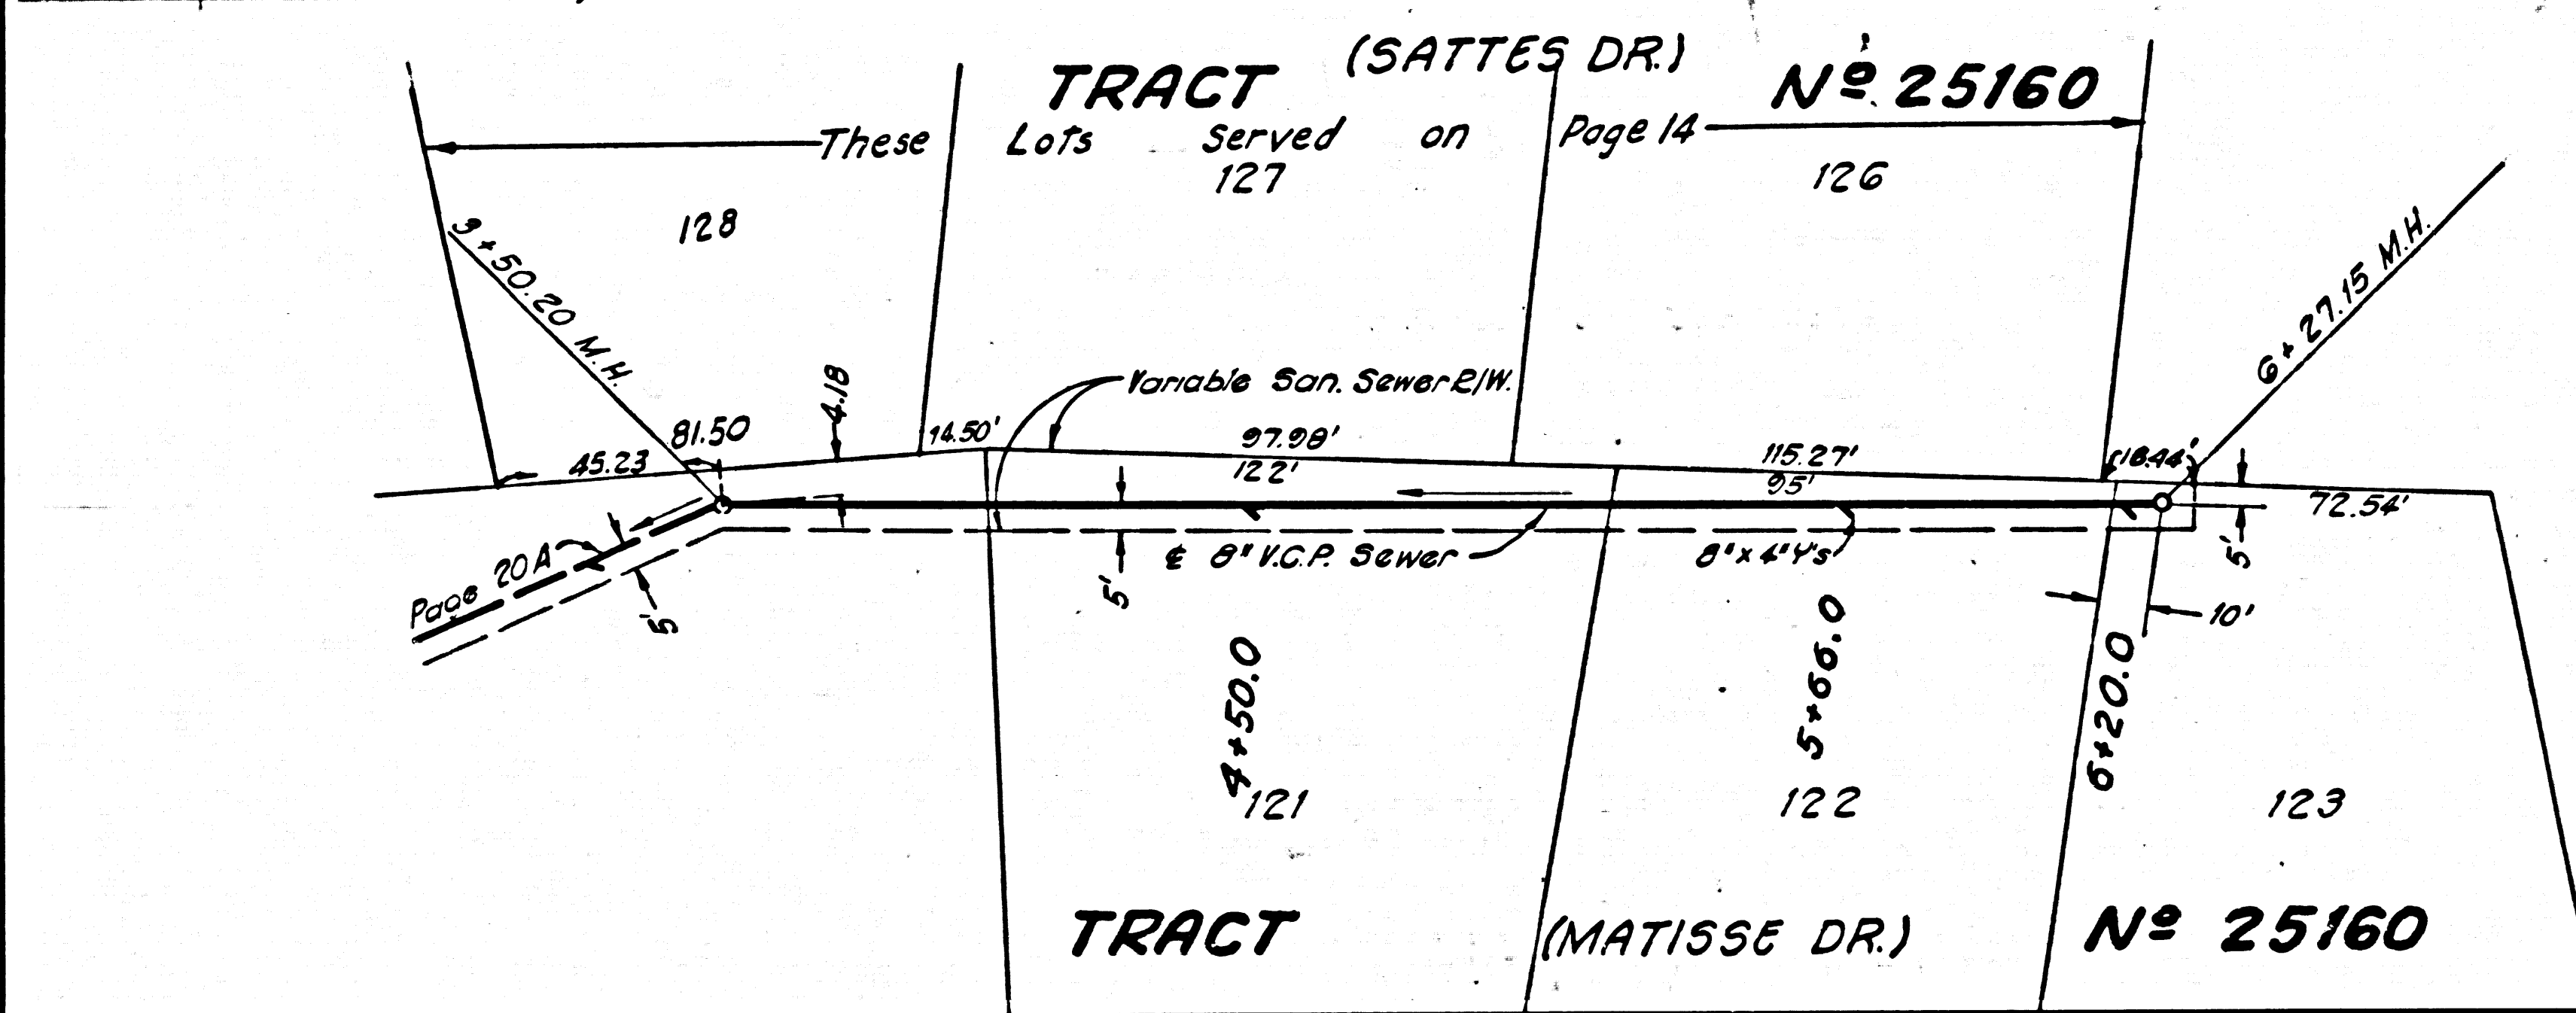 (SATTES DR.)
TRACT Nº 25160
These Lots Served on Page 14
128
127
126
3+50.20 M.H.
6+27.15 M.H.
4.18
Variable San. Sewer R/W.
81.50
45.23
14.50'
97.98'
122'
115.27'
95'
18.44'
72.54'
Page 20A
5'
5'
℄ 8" V.C.P. Sewer
8"x4"Y's
5'
10'
4+50.0
5+66.0
6+20.0
121
122
123
TRACT (MATISSE DR.) Nº 25160